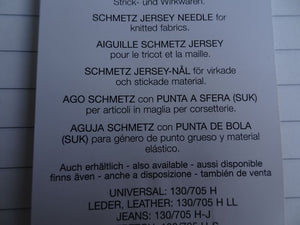 Strick- und Wirkwaren.
SCHMETZ JERSEY NEEDLE for
knitted fabrics.
AIGUILLE SCHMETZ JERSEY
pour le tricot et la maille.
SCHMETZ JERSEY-NÅL för virkade
och stickade material.
AGO SCHMETZ con PUNTA A SFERA (SUK)
per articoli in maglia per corsetterie.
AGUJA SCHMETZ con PUNTA DE BOLA
(SUK) para género de punto grueso y material
elástico.
Auch erhältlich - also available - aussi disponible
finns även - anche a disposizione - también de venta
UNIVERSAL: 130/705 H
LEDER, LEATHER: 130/705 H LL
JEANS: 130/705 H-J